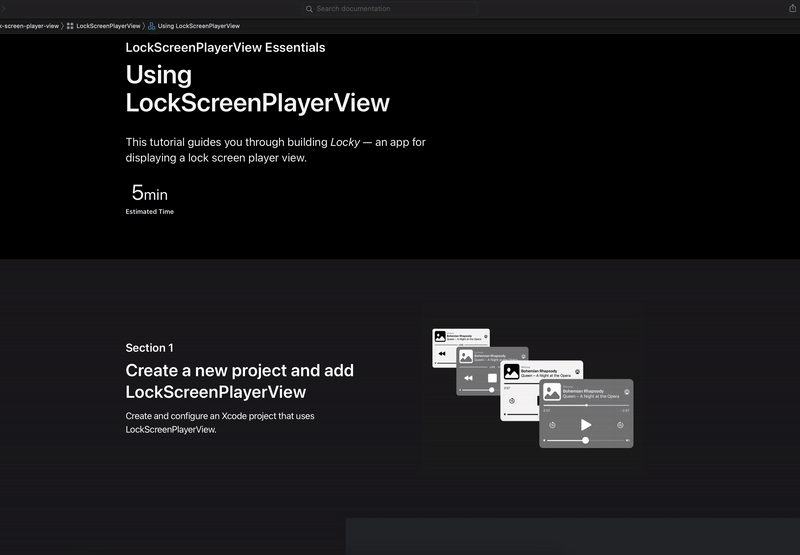 Search documentation
k-screen-player-view
LockScreenPlayerView
Using LockScreenPlayerView
LockScreenPlayerView Essentials
Using
LockScreenPlayerView
This tutorial guides you through building Locky — an app for
displaying a lock screen player view.
5min
Estimated Time
Section 1
Create a new project and add
LockScreenPlayerView
Create and configure an Xcode project that uses
LockScreenPlayerView.
Bohemian Rhapsody
Queen – A Night at the Opera
Bohemian Rhapsody
Queen – A Night at the Opera
Bohemian Rhapsody
Queen – A Night at the Opera
Bohemian Rhapsody
Queen – A Night at the Opera